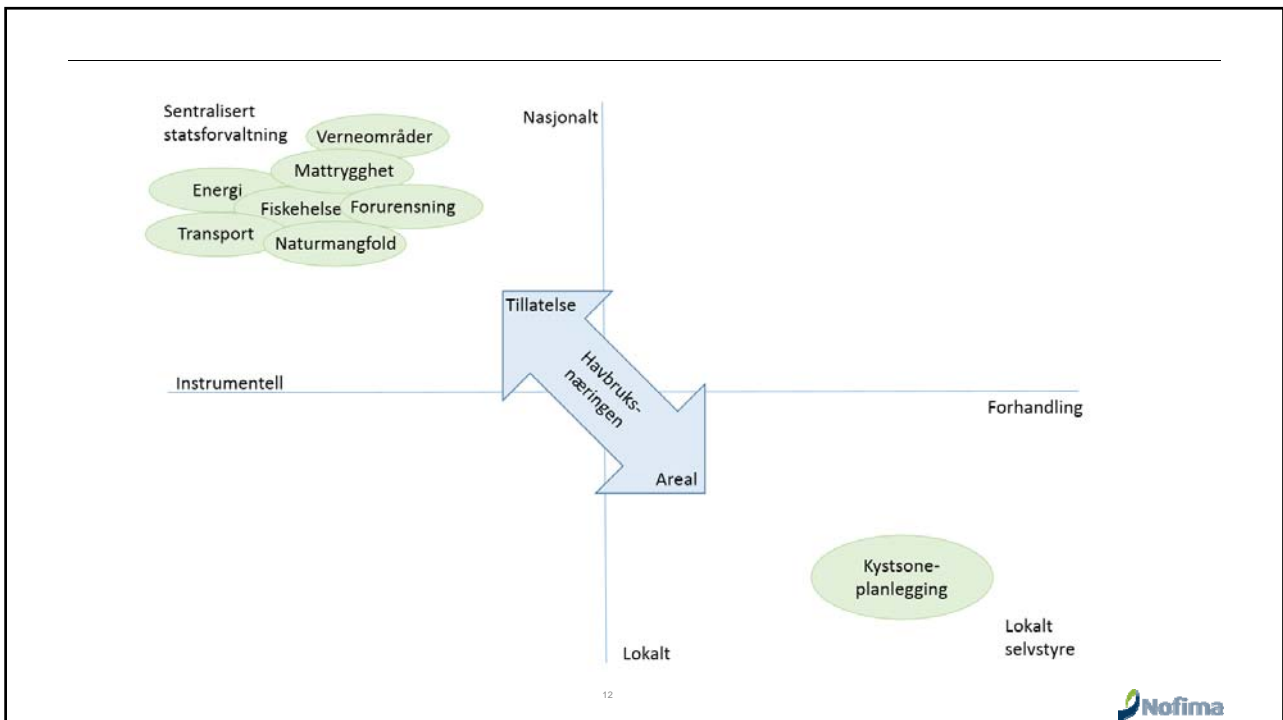 Sentralisert
statsforvaltning
Nasjonalt
Verneområder
Mattrygghet
Energi
Fiskehelse
Forurensning
Transport
Naturmangfold
Tillatelse
Havbruks-
næringen
Instrumentell
Forhandling
Areal
Kystsone-
planlegging
Lokalt
selvstyre
Lokalt
12
Nofima